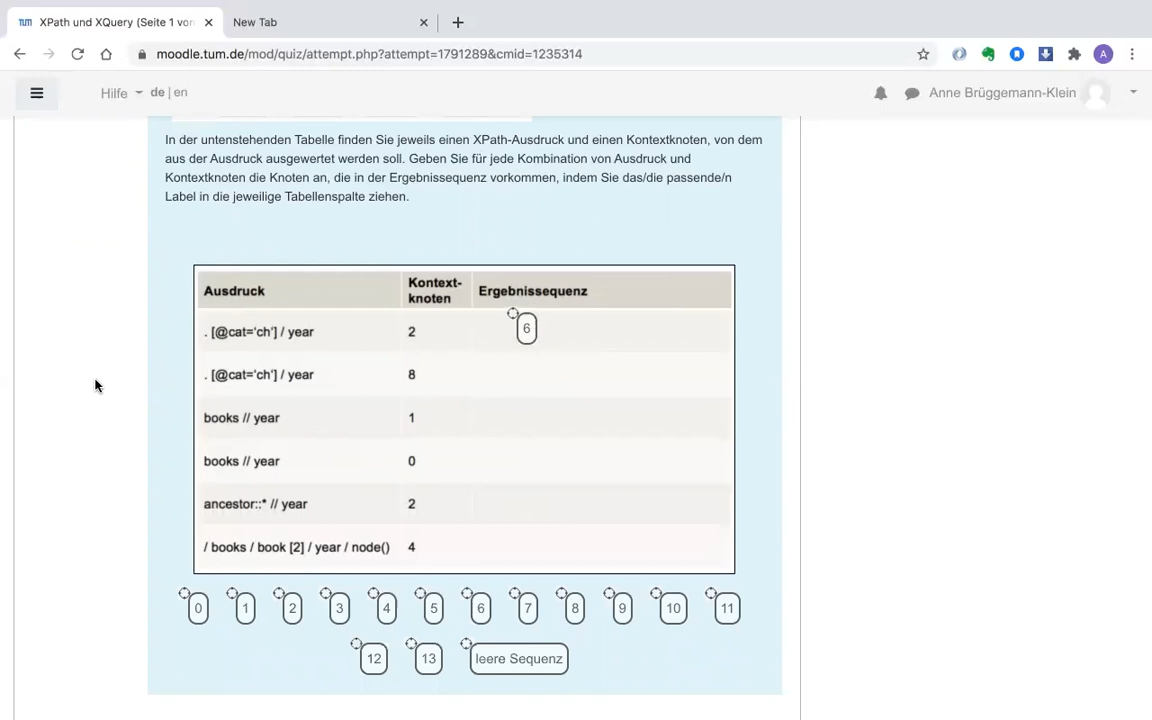 TUM XPath und XQuery (Seite 1 von
New Tab
moodle.tum.de/mod/quiz/attempt.php?attempt=1791289&cmid=1235314
A
Hilfe de | en Anne Brüggemann-Klein
In der untenstehenden Tabelle finden Sie jeweils einen XPath-Ausdruck und einen Kontextknoten, von dem
aus der Ausdruck ausgewertet werden soll. Geben Sie für jede Kombination von Ausdruck und
Kontextknoten die Knoten an, die in der Ergebnissequenz vorkommen, indem Sie das/die passende/n
Label in die jeweilige Tabellenspalte ziehen.
Ausdruck Kontext-
knoten Ergebnissequenz
. [@cat='ch'] / year 2 6
. [@cat='ch'] / year 8
books // year 1
books // year 0
ancestor::* // year 2
/ books / book [2] / year / node() 4
0 1 2 3 4 5 6 7 8 9 10 11
12 13 leere Sequenz